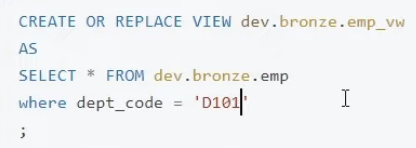 CREATE OR REPLACE VIEW dev.bronze.emp_vw
AS
SELECT * FROM dev.bronze.emp
where dept_code = 'D101'
;